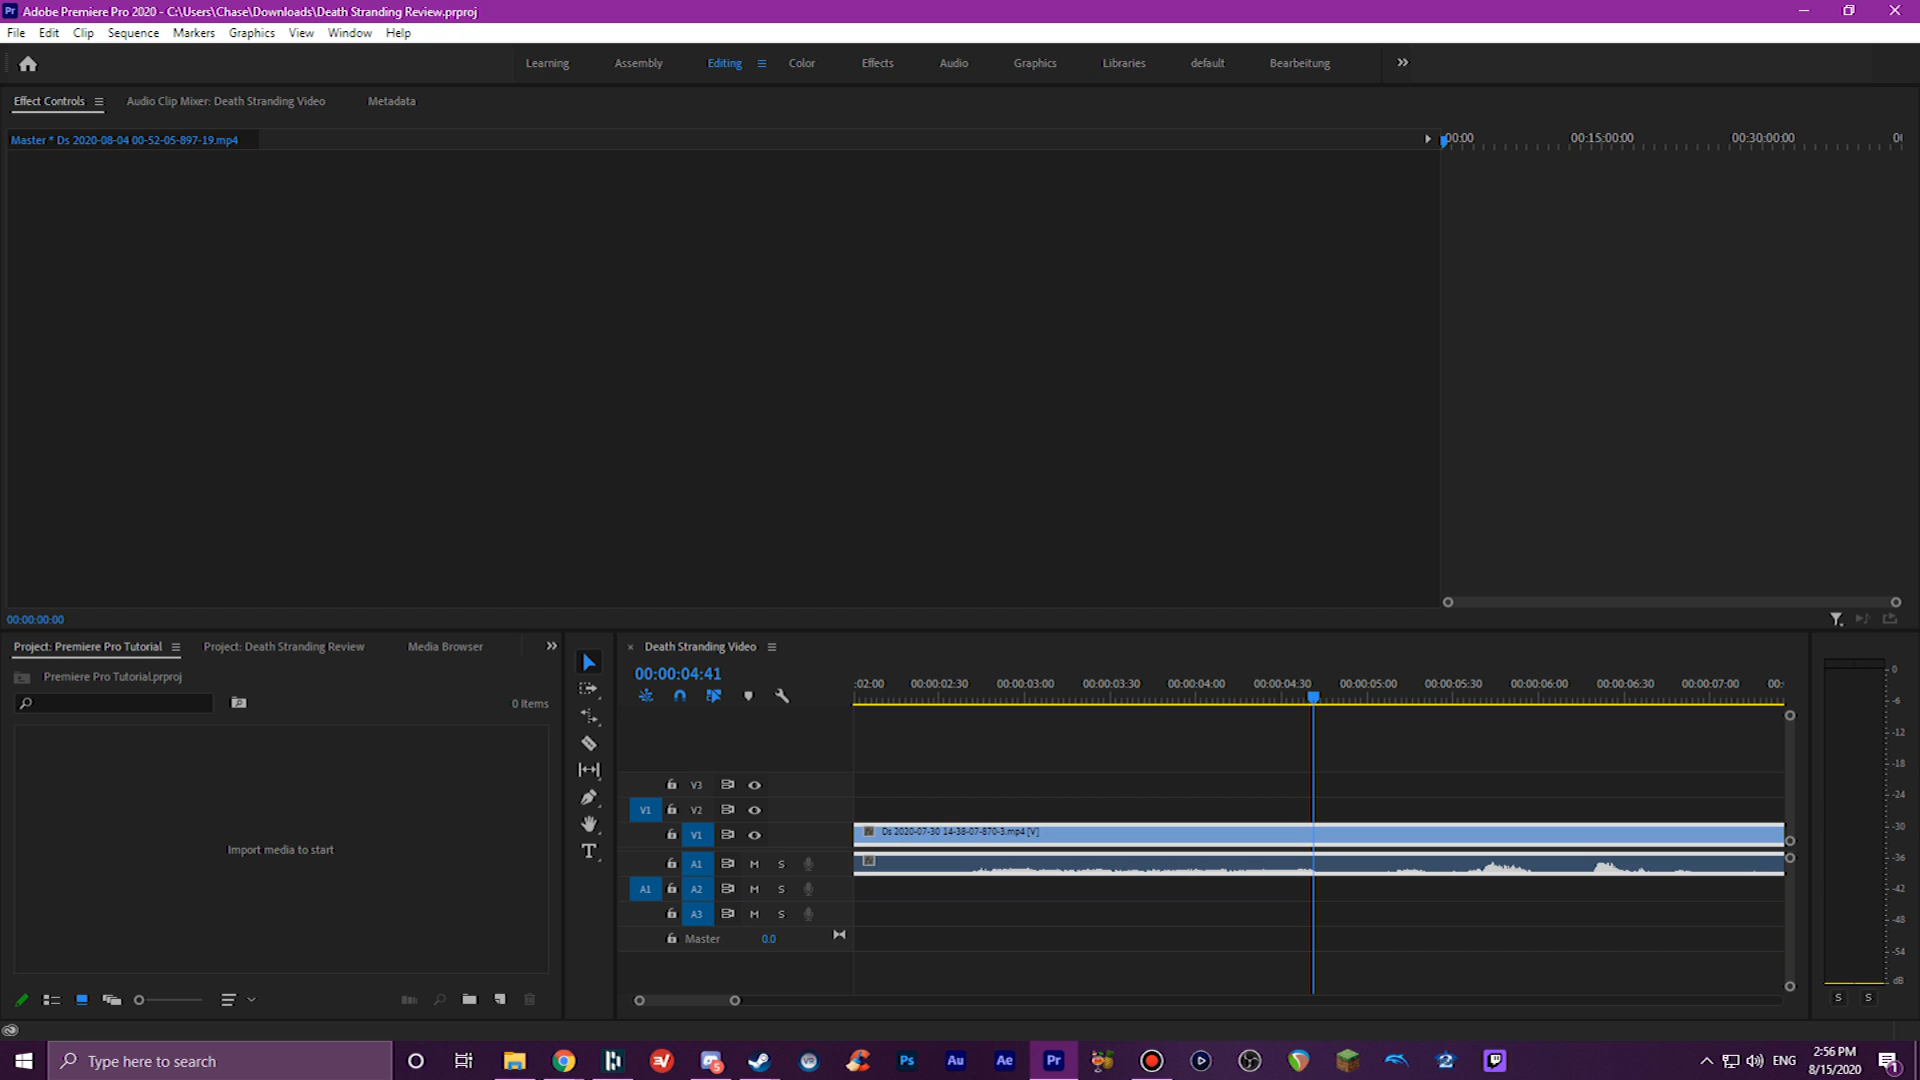 Pr Adobe Premiere Pro 2020 - C:\Users\Chase\Downloads\Death Stranding Review.prproj
File Edit Clip Sequence Markers Graphics View Window Help
Learning Assembly Editing Color Effects Audio Graphics Libraries default Bearbeitung
Effect Controls Audio Clip Mixer: Death Stranding Video Metadata
Master * Ds 2020-08-04 00-52-05-897-19.mp4 :00:00 00:15:00:00 00:30:00:00 00
00:00:00:00
Project: Premiere Pro Tutorial Project: Death Stranding Review Media Browser
Premiere Pro Tutorial.prproj
0 Items
Import media to start
× Death Stranding Video
00:00:04:41
:02:00 00:00:02:30 00:00:03:00 00:00:03:30 00:00:04:00 00:00:04:30 00:00:05:00 00:00:05:30 00:00:06:00 00:00:06:30 00:00:07:00 00:
V3
V1 V2
V1 Ds 2020-07-30 14-38-07-870-3.mp4 [V]
A1 M S
A1 A2 M S
A3 M S
Master 0.0
T
0
-6
-12
-18
-24
-30
-36
-42
-48
-54
dB
S S
Type here to search
5 Ps Au Ae Pr
ENG 2:56 PM
8/15/2020
1